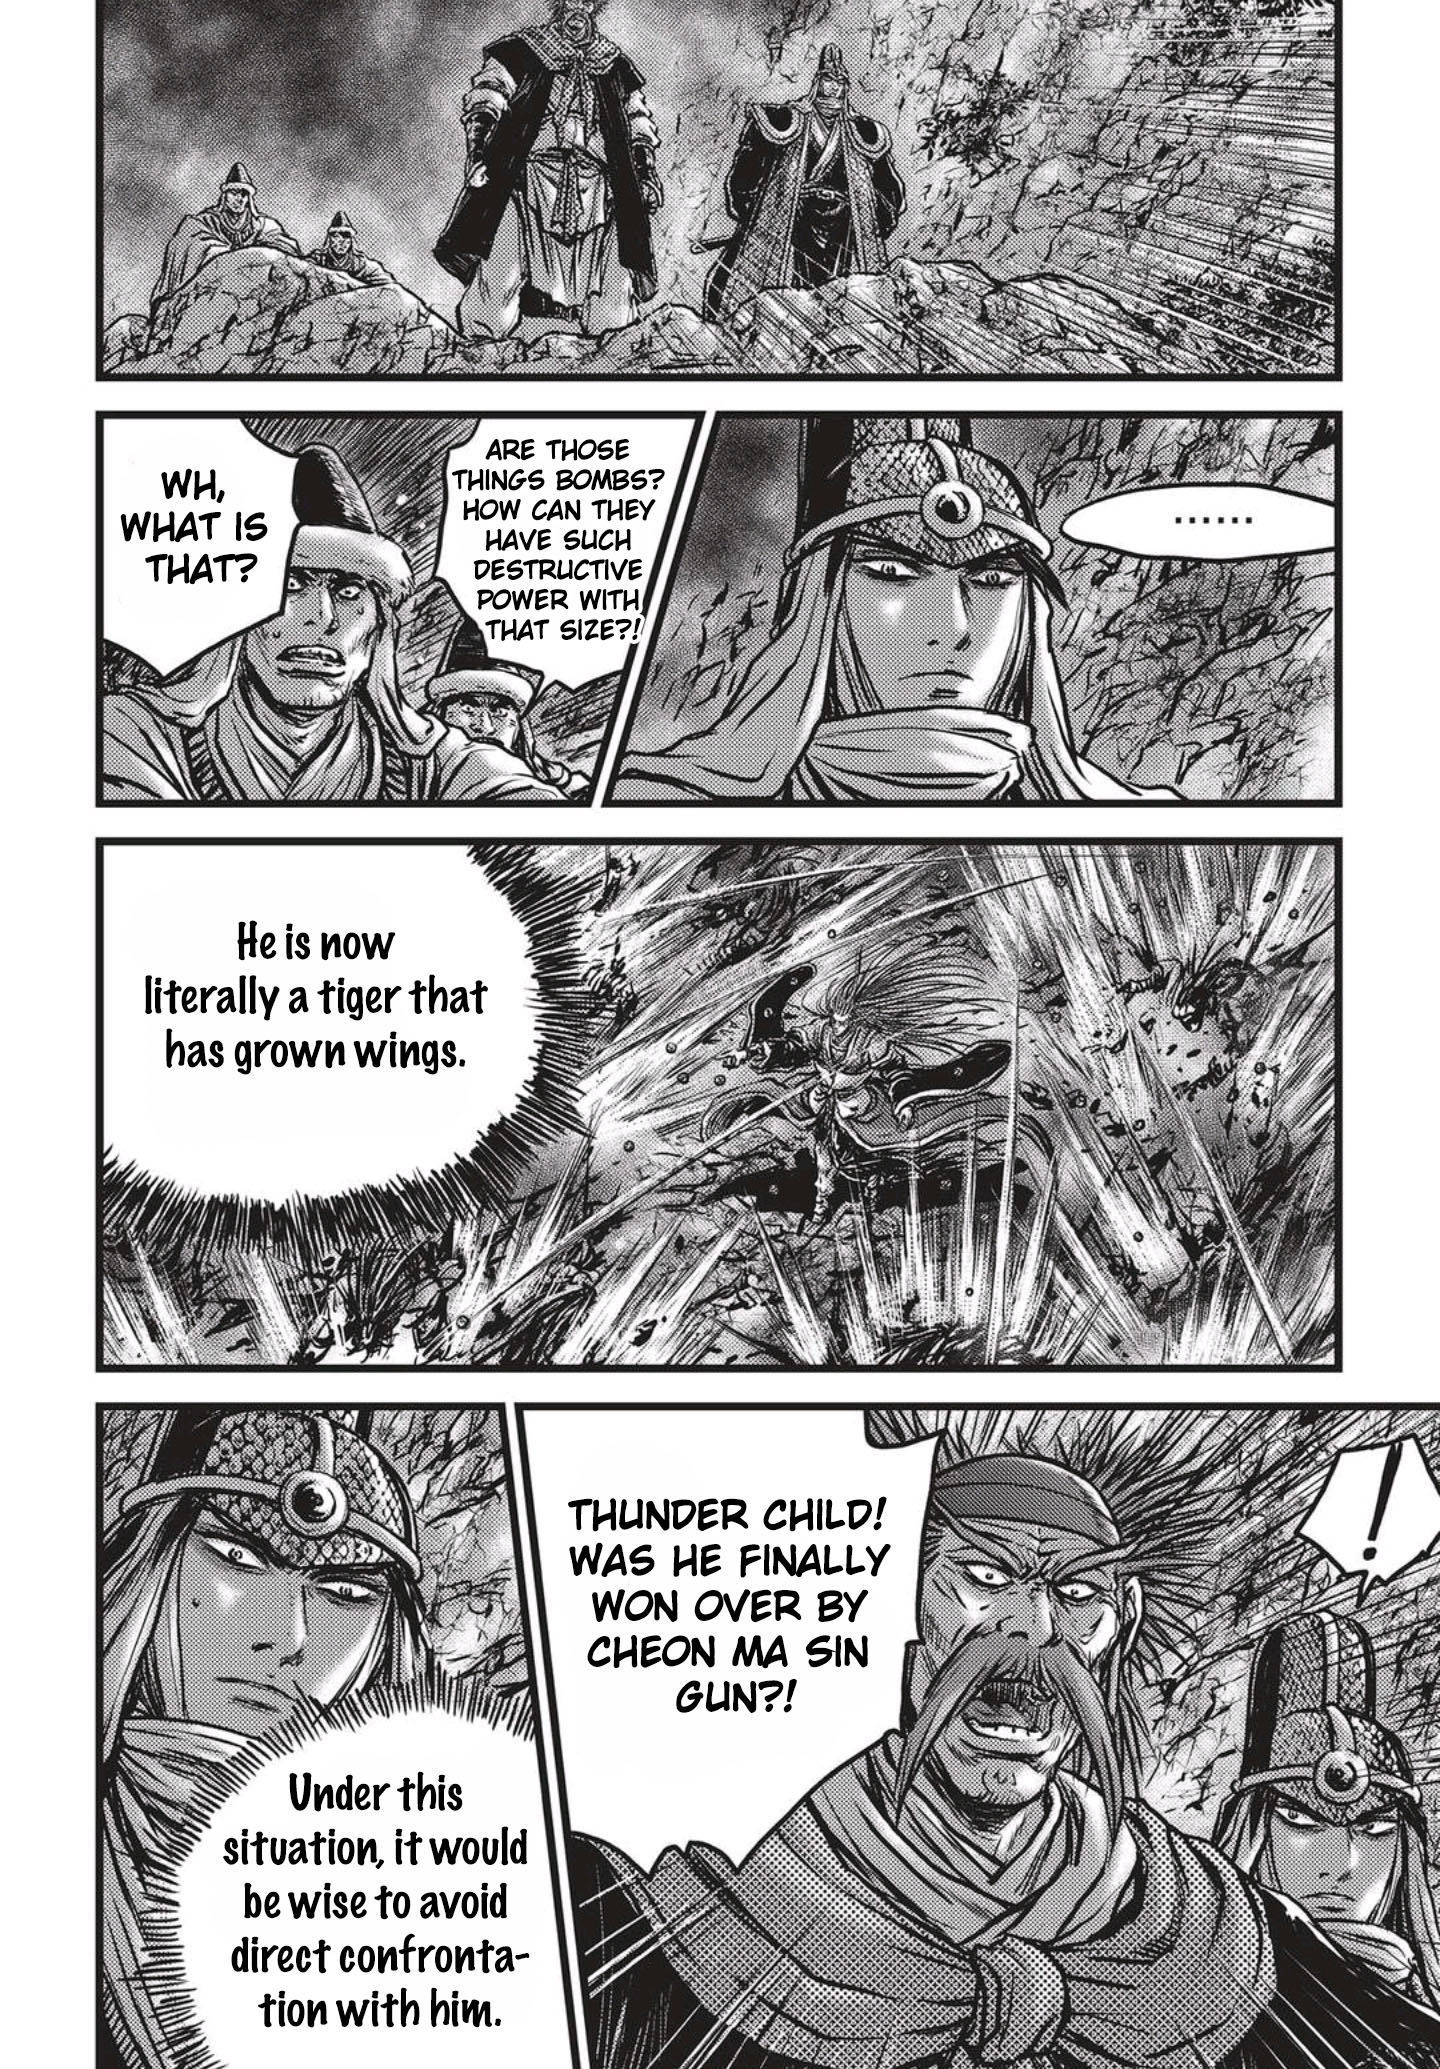 WH,
WHAT IS
THAT?
ARE THOSE
THINGS BOMBS?
HOW CAN THEY
HAVE SUCH
DESTRUCTIVE
POWER WITH
THAT SIZE?!
......
He is now
literally a tiger that
has grown wings.
Under this
situation, it would
be wise to avoid
direct confronta-
tion with him.
THUNDER CHILD!
WAS HE FINALLY
WON OVER BY
CHEON MA SIN
GUN?!
!